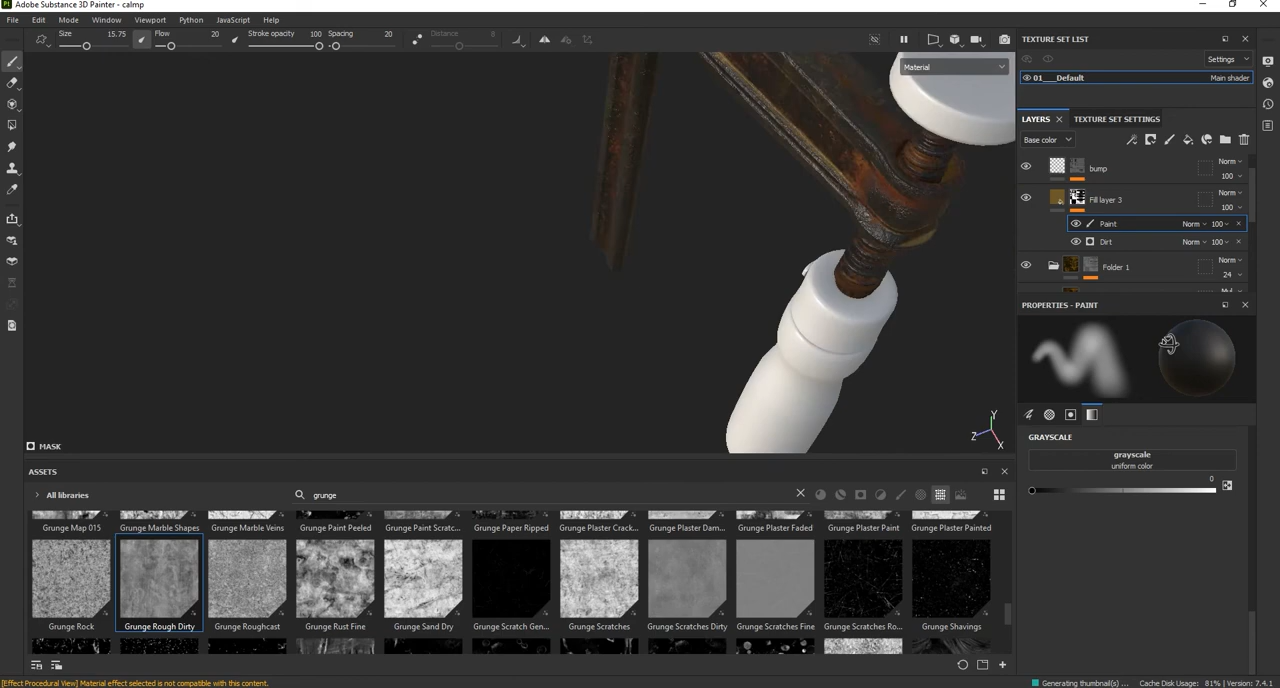 Adobe Substance 3D Painter - calmp
File Edit Mode Window Viewport Python JavaScript Help
Size 15.75 Flow 20 Stroke opacity 100 Spacing 20 Distance 8
Material
TEXTURE SET LIST
Settings
01___Default Main shader
LAYERS TEXTURE SET SETTINGS
Base color
bump Norm 100
Fill layer 3 Norm 100
Paint Norm 100
Dirt Norm 100
Folder 1 Norm 24
PROPERTIES - PAINT
GRAYSCALE
grayscale
uniform color
0
Y
Z
X
MASK
ASSETS
All libraries grunge
Grunge Map 015 Grunge Marble Shapes Grunge Marble Veins Grunge Paint Peeled Grunge Paint Scratc... Grunge Paper Ripped Grunge Plaster Crack... Grunge Plaster Dam... Grunge Plaster Faded Grunge Plaster Paint Grunge Plaster Painted
Grunge Rock Grunge Rough Dirty Grunge Roughcast Grunge Rust Fine Grunge Sand Dry Grunge Scratch Gen... Grunge Scratches Grunge Scratches Dirty Grunge Scratches Fine Grunge Scratches Ro... Grunge Shavings
[Effect Procedural View] Material effect selected is not compatible with this content.
Generating thumbnail(s) ... Cache Disk Usage: 81% | Version: 7.4.1